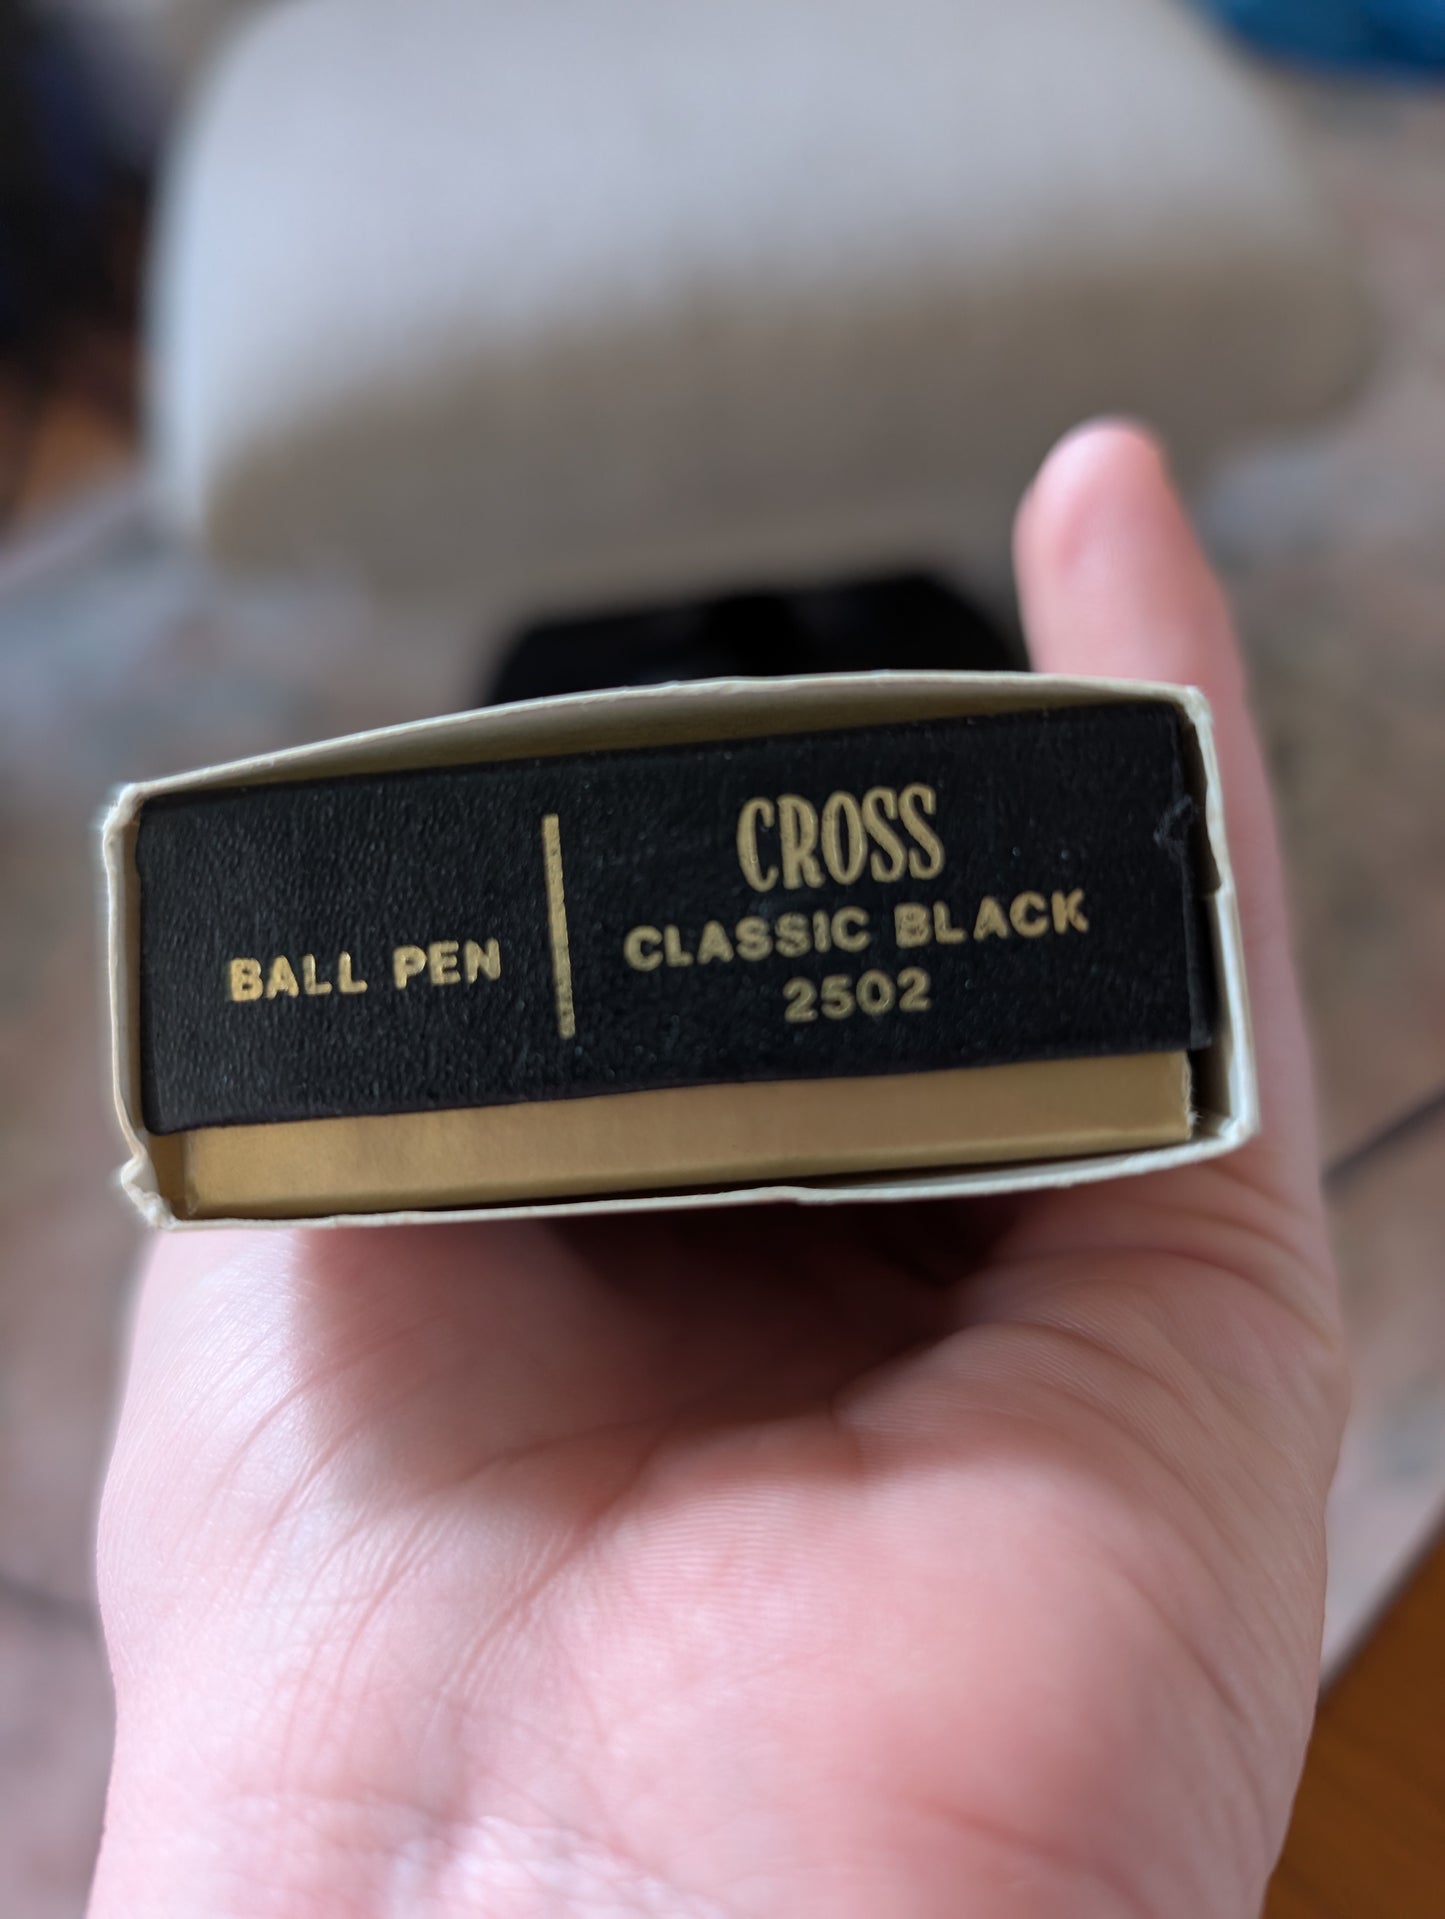 BALL PEN
CROSS
CLASSIC BLACK
2502